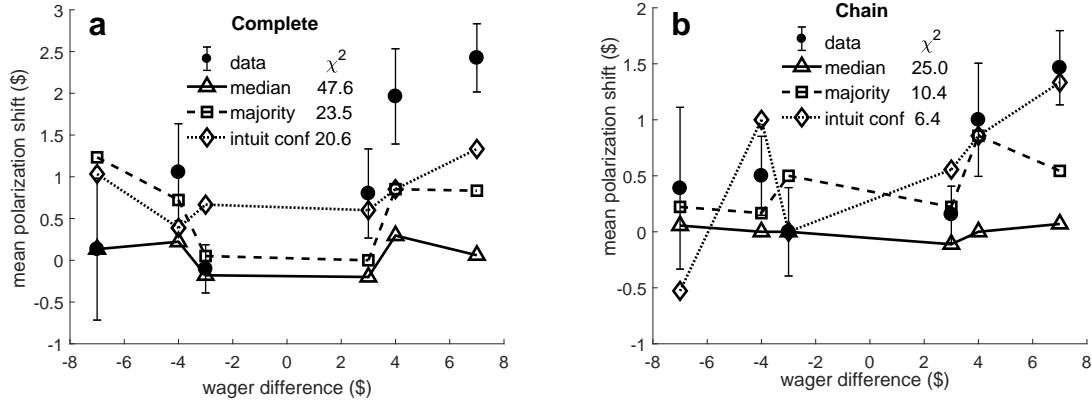 a
Complete
data χ²
median 47.6
majority 23.5
intuit conf 20.6
3
2.5
2
1.5
1
0.5
0
-0.5
-1
mean polarization shift ($)
-8 -6 -4 -2 0 2 4 6 8
wager difference ($)
b
Chain
data χ²
median 25.0
majority 10.4
intuit conf 6.4
2
1.5
1
0.5
0
-0.5
-1
mean polarization shift ($)
-8 -6 -4 -2 0 2 4 6 8
wager difference ($)